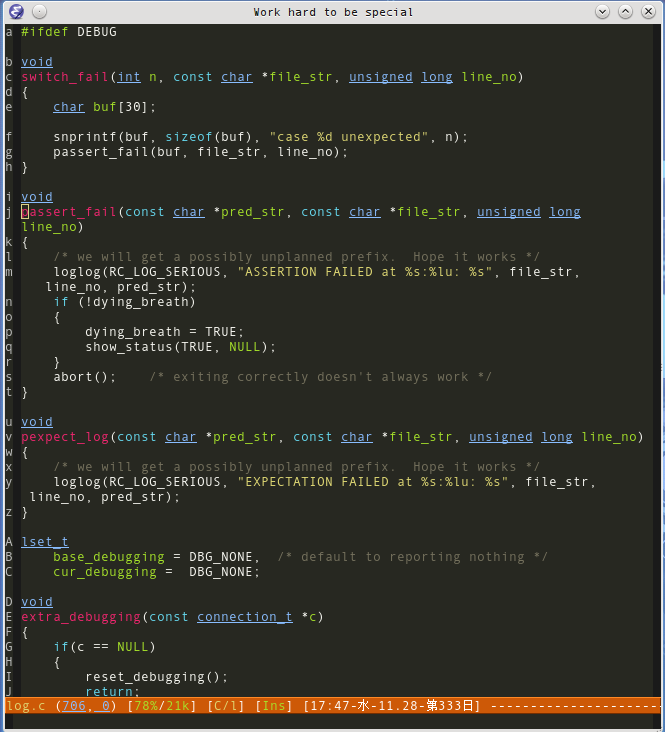 Work hard to be special
a #ifdef DEBUG
b void
c switch_fail(int n, const char *file_str, unsigned long line_no)
d {
e     char buf[30];
f     snprintf(buf, sizeof(buf), "case %d unexpected", n);
g     passert_fail(buf, file_str, line_no);
h }
i void
j passert_fail(const char *pred_str, const char *file_str, unsigned long
line_no)
k {
l     /* we will get a possibly unplanned prefix.  Hope it works */
m     loglog(RC_LOG_SERIOUS, "ASSERTION FAILED at %s:%lu: %s", file_str,
line_no, pred_str);
n     if (!dying_breath)
o     {
p         dying_breath = TRUE;
q         show_status(TRUE, NULL);
r     }
s     abort();    /* exiting correctly doesn't always work */
t }
u void
v pexpect_log(const char *pred_str, const char *file_str, unsigned long line_no)
w {
x     /* we will get a possibly unplanned prefix.  Hope it works */
y     loglog(RC_LOG_SERIOUS, "EXPECTATION FAILED at %s:%lu: %s", file_str,
line_no, pred_str);
z }
A lset_t
B     base_debugging = DBG_NONE,  /* default to reporting nothing */
C     cur_debugging =  DBG_NONE;
D void
E extra_debugging(const connection_t *c)
F {
G     if(c == NULL)
H     {
I         reset_debugging();
J         return;
log.c (706, 0) [78%/21k] [C/l] [Ins] [17:47-水-11.28-第333日] ----------------------